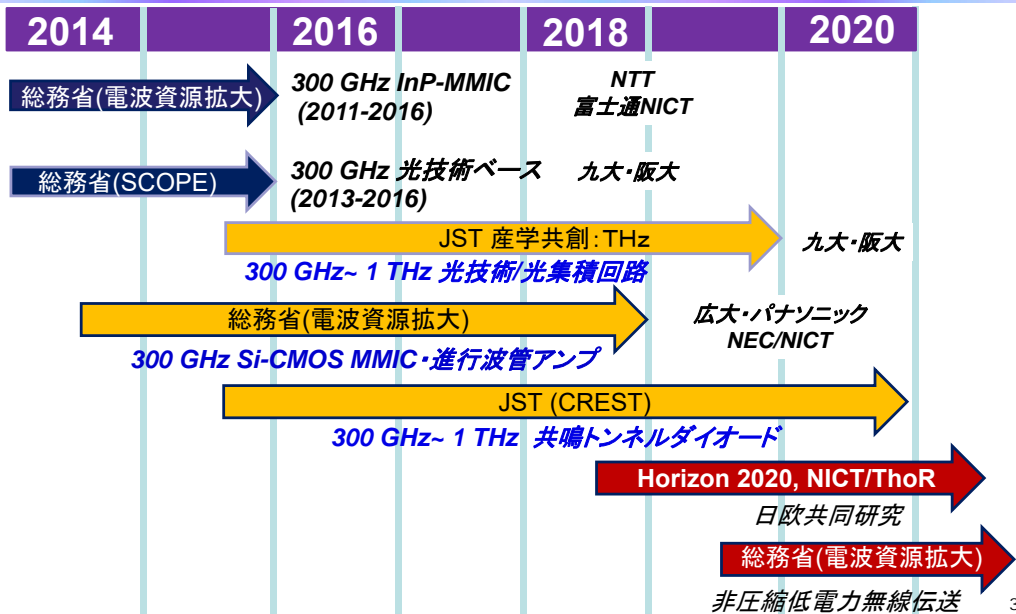 2014 2016 2018 2020
総務省(電波資源拡大)
300 GHz InP-MMIC
(2011-2016)
NTT
富士通NICT
総務省(SCOPE)
300 GHz 光技術ベース
(2013-2016)
九大・阪大
JST 産学共創：THz
九大・阪大
300 GHz~ 1 THz 光技術/光集積回路
総務省(電波資源拡大)
広大・パナソニック
NEC/NICT
300 GHz Si-CMOS MMIC・進行波管アンプ
JST (CREST)
300 GHz~ 1 THz 共鳴トンネルダイオード
Horizon 2020, NICT/ThoR
日欧共同研究
総務省(電波資源拡大)
非圧縮低電力無線伝送
3